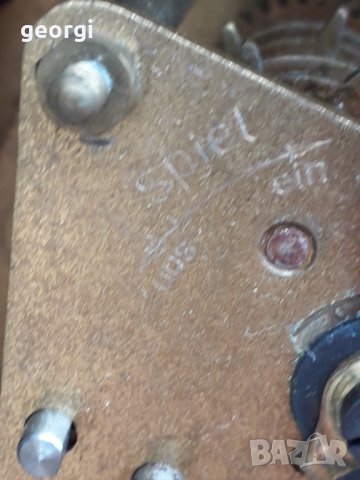 georgi
Spiel
ein
aus
BAZAR